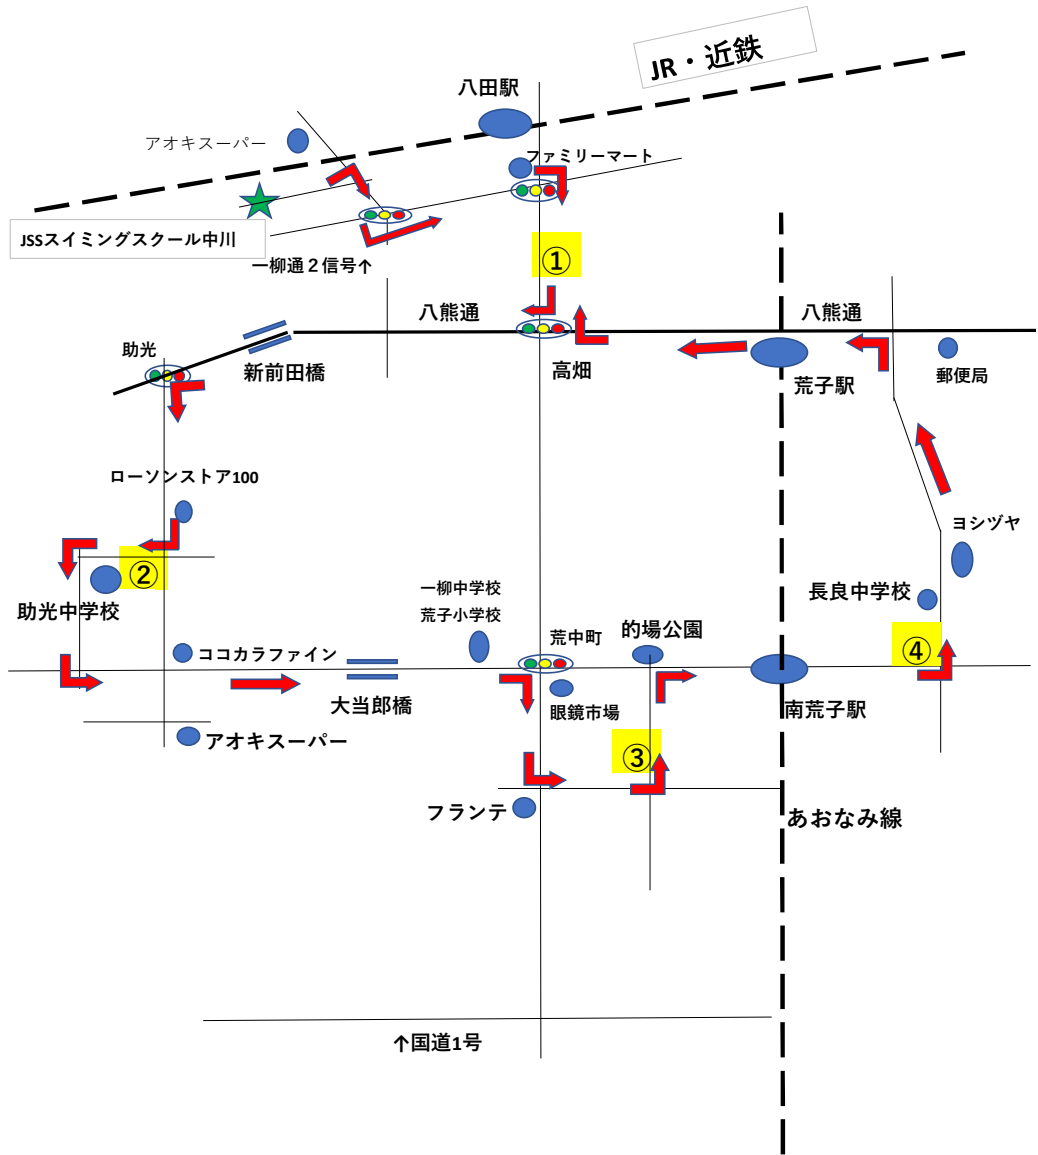 JR・近鉄
八田駅
アオキスーパー
ファミリーマート
JSSスイミングスクール中川
一柳通２信号↑
①
八熊通
八熊通
助光
新前田橋
高畑
荒子駅
郵便局
ローソンストア100
ヨシヅヤ
②
助光中学校
一柳中学校
荒子小学校
長良中学校
荒中町
的場公園
④
ココカラファイン
大当郎橋
眼鏡市場
南荒子駅
アオキスーパー
③
フランテ
あおなみ線
↑国道1号